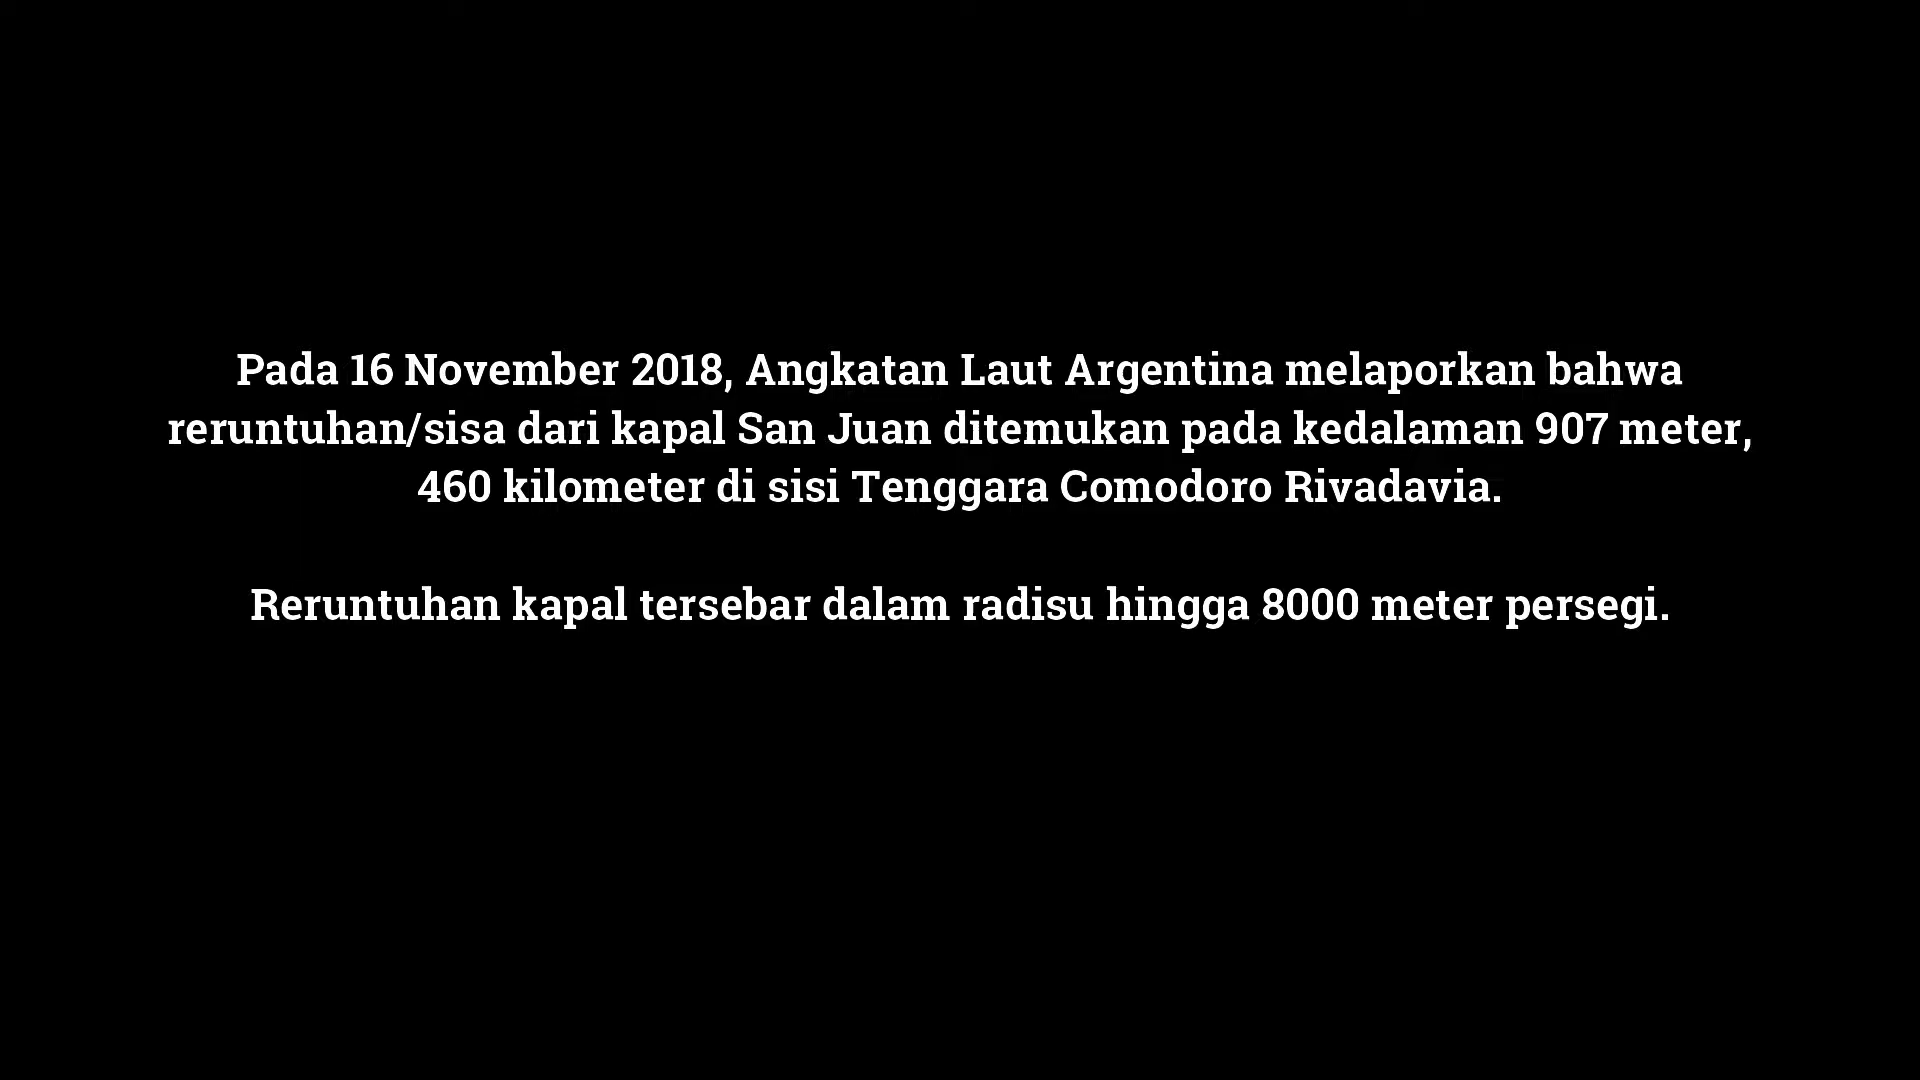 Pada 16 November 2018, Angkatan Laut Argentina melaporkan bahwa
reruntuhan/sisa dari kapal San Juan ditemukan pada kedalaman 907 meter,
460 kilometer di sisi Tenggara Comodoro Rivadavia.
Reruntuhan kapal tersebar dalam radisu hingga 8000 meter persegi.